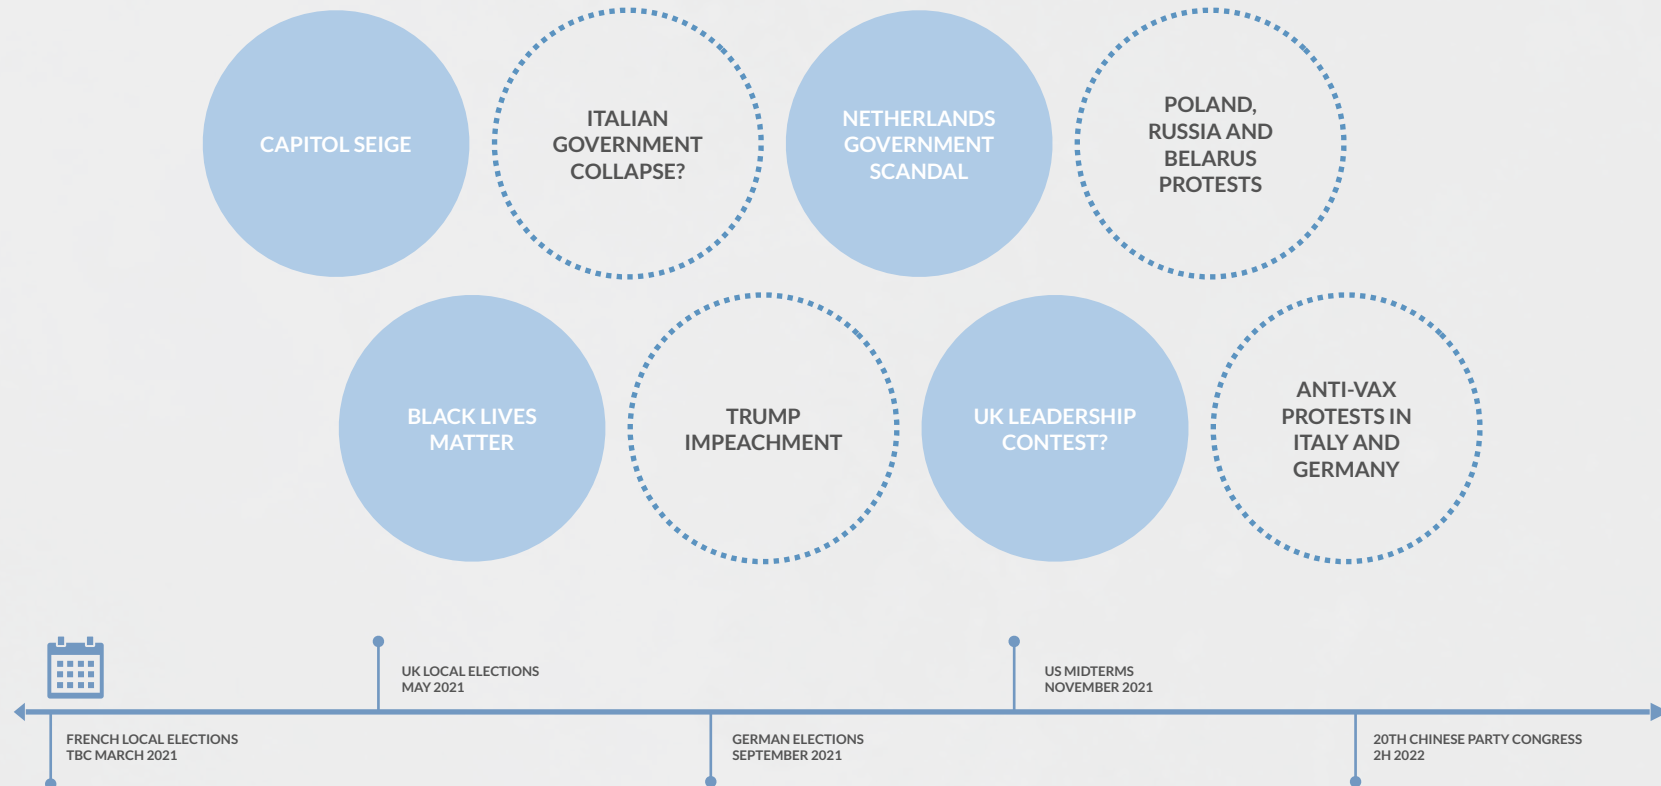 CAPITOL SEIGE
ITALIAN
GOVERNMENT
COLLAPSE?
NETHERLANDS
GOVERNMENT
SCANDAL
POLAND,
RUSSIA AND
BELARUS
PROTESTS
BLACK LIVES
MATTER
TRUMP
IMPEACHMENT
UK LEADERSHIP
CONTEST?
ANTI-VAX
PROTESTS IN
ITALY AND
GERMANY
UK LOCAL ELECTIONS
MAY 2021
US MIDTERMS
NOVEMBER 2021
FRENCH LOCAL ELECTIONS
TBC MARCH 2021
GERMAN ELECTIONS
SEPTEMBER 2021
20TH CHINESE PARTY CONGRESS
2H 2022